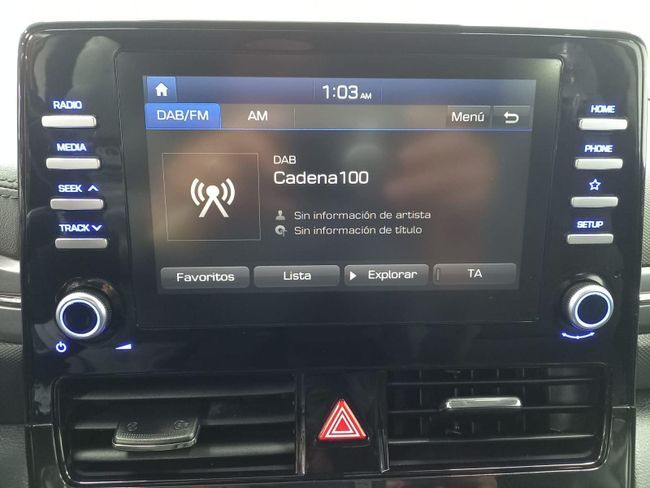 RADIO
MEDIA
SEEK
TRACK
1:03 AM
DAB/FM AM Menú
DAB
Cadena100
Sin información de artista
Sin información de título
Favoritos Lista Explorar TA
HOME
PHONE
SETUP